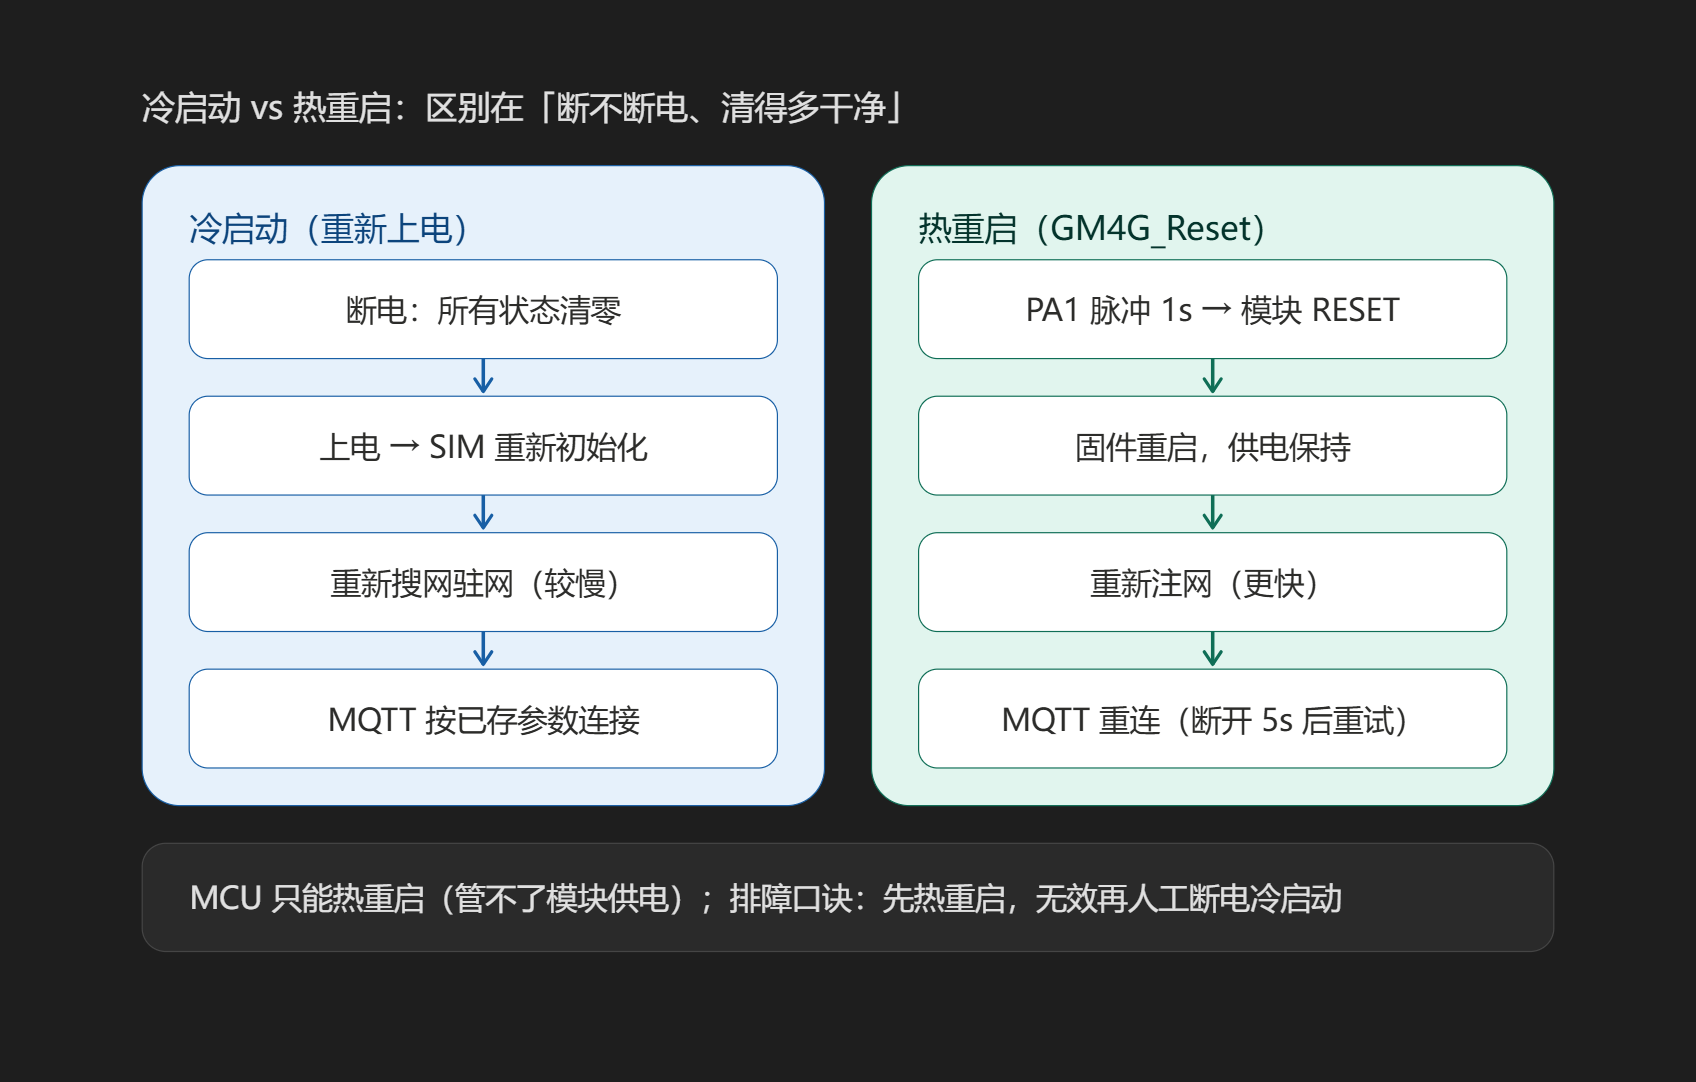 冷启动 vs 热重启：区别在「断不断电、清得多干净」
冷启动（重新上电）
断电：所有状态清零
上电 → SIM 重新初始化
重新搜网驻网（较慢）
MQTT 按已存参数连接
热重启（GM4G_Reset）
PA1 脉冲 1s → 模块 RESET
固件重启，供电保持
重新注网（更快）
MQTT 重连（断开 5s 后重试）
MCU 只能热重启（管不了模块供电）；排障口诀：先热重启，无效再人工断电冷启动